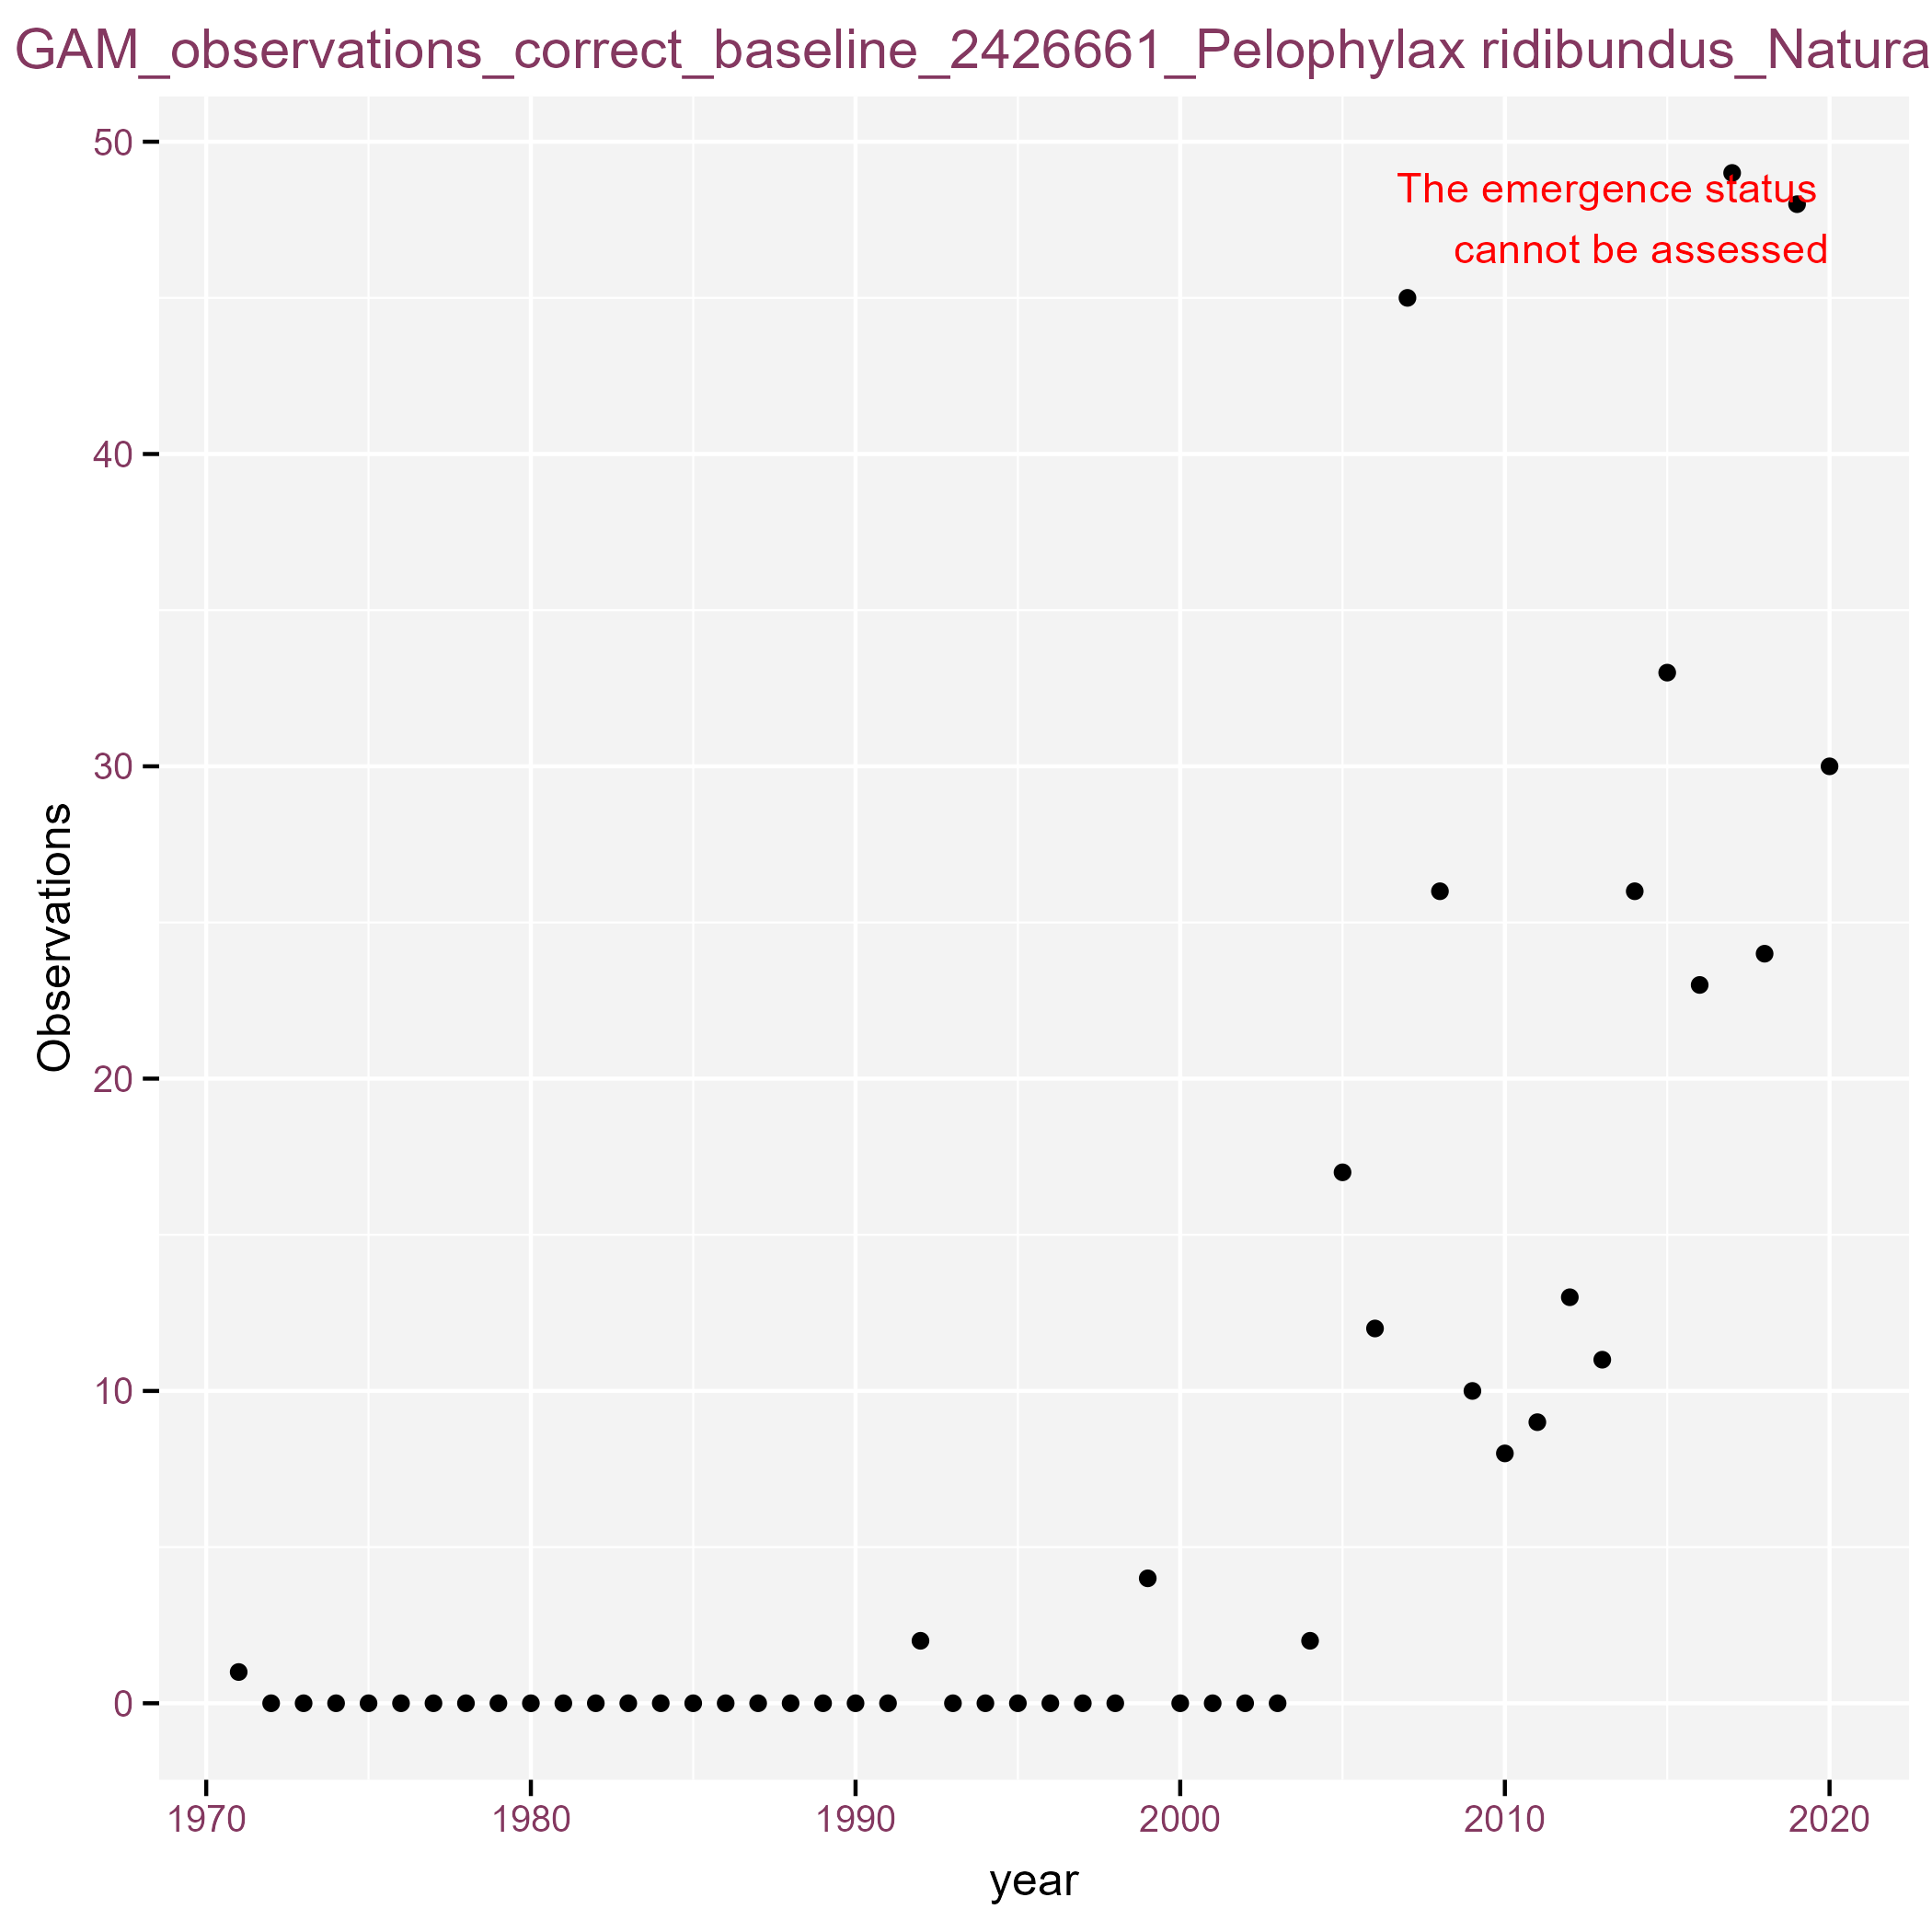 GAM_observations_correct_baseline_2426661_Pelophylax ridibundus_Natura
50
The emergence status
cannot be assessed
40
30
20
10
0
Observations
1970 1980 1990 2000 2010 2020
year